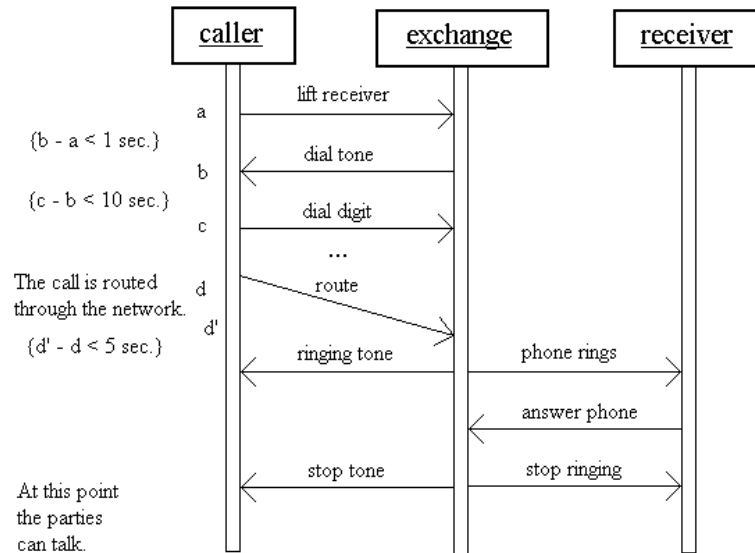 caller
exchange
receiver
lift receiver
a
{b - a < 1 sec.}
dial tone
b
{c - b < 10 sec.}
dial digit
c
...
The call is routed
through the network.
d
route
d'
{d' - d < 5 sec.}
ringing tone
phone rings
answer phone
stop tone
stop ringing
At this point
the parties
can talk.